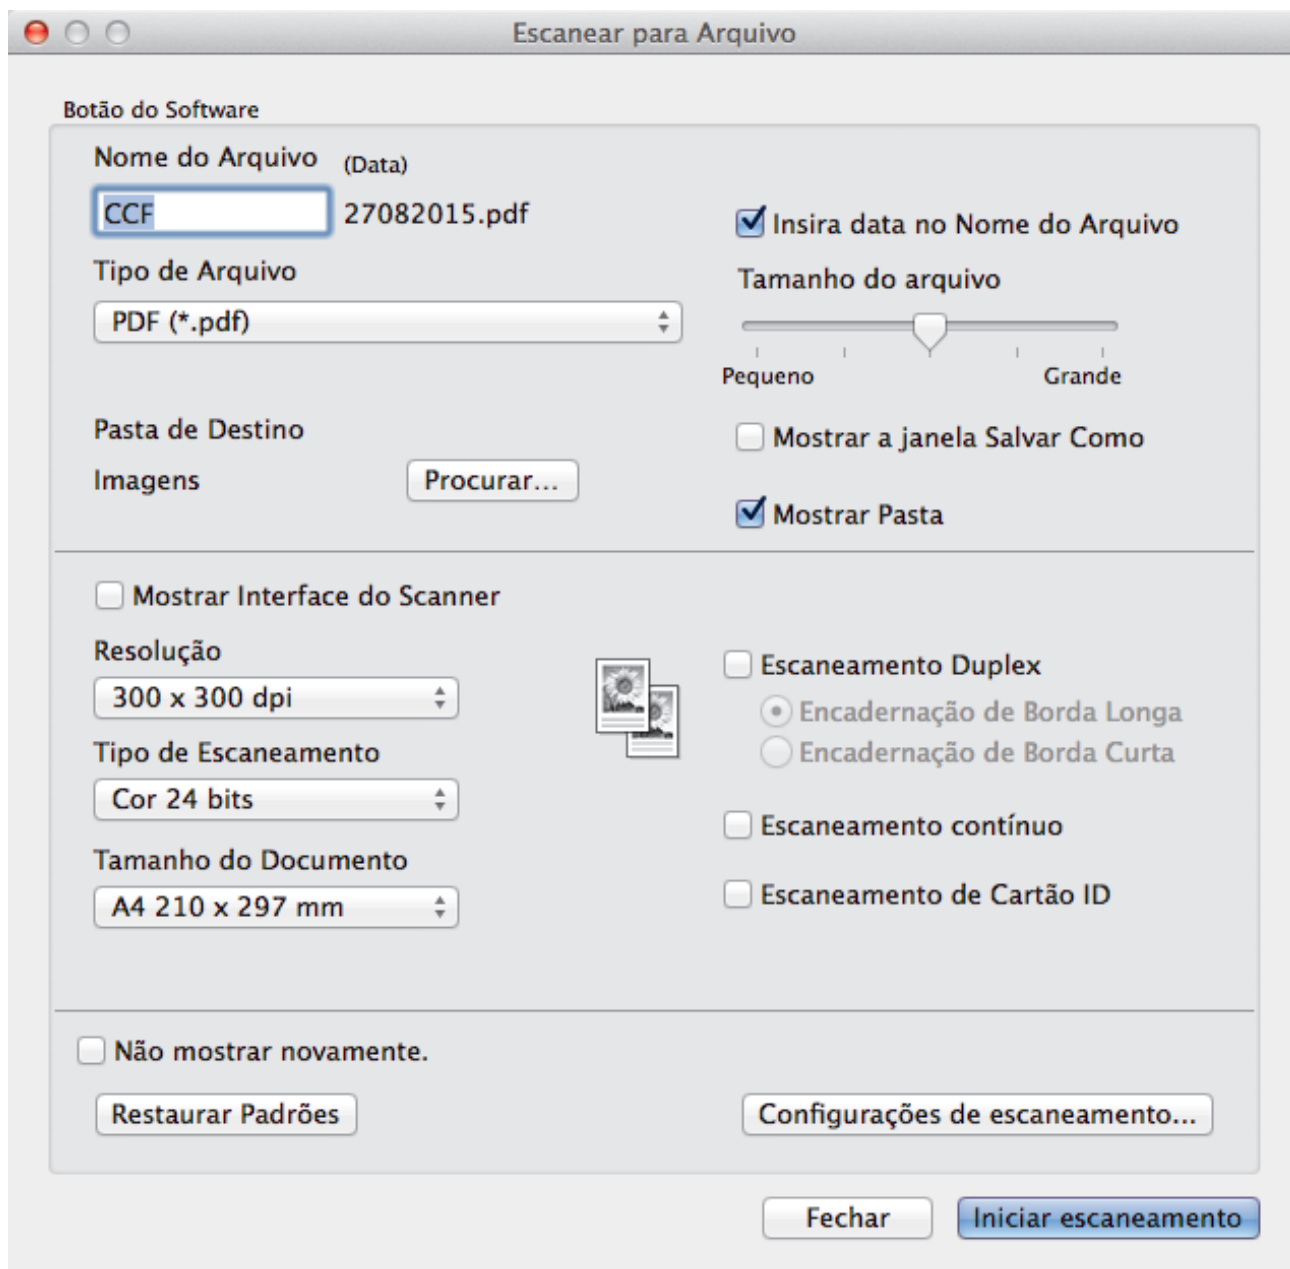 Escanear para Arquivo
Botão do Software
Nome do Arquivo (Data)
CCF 27082015.pdf
Insira data no Nome do Arquivo
Tipo de Arquivo
Tamanho do arquivo
PDF (*.pdf)
Pequeno Grande
Pasta de Destino
Mostrar a janela Salvar Como
Imagens Procurar...
Mostrar Pasta
Mostrar Interface do Scanner
Resolução
Escaneamento Duplex
300 x 300 dpi
Encadernação de Borda Longa
Tipo de Escaneamento
Encadernação de Borda Curta
Cor 24 bits
Escaneamento contínuo
Tamanho do Documento
Escaneamento de Cartão ID
A4 210 x 297 mm
Não mostrar novamente.
Restaurar Padrões Configurações de escaneamento...
Fechar Iniciar escaneamento